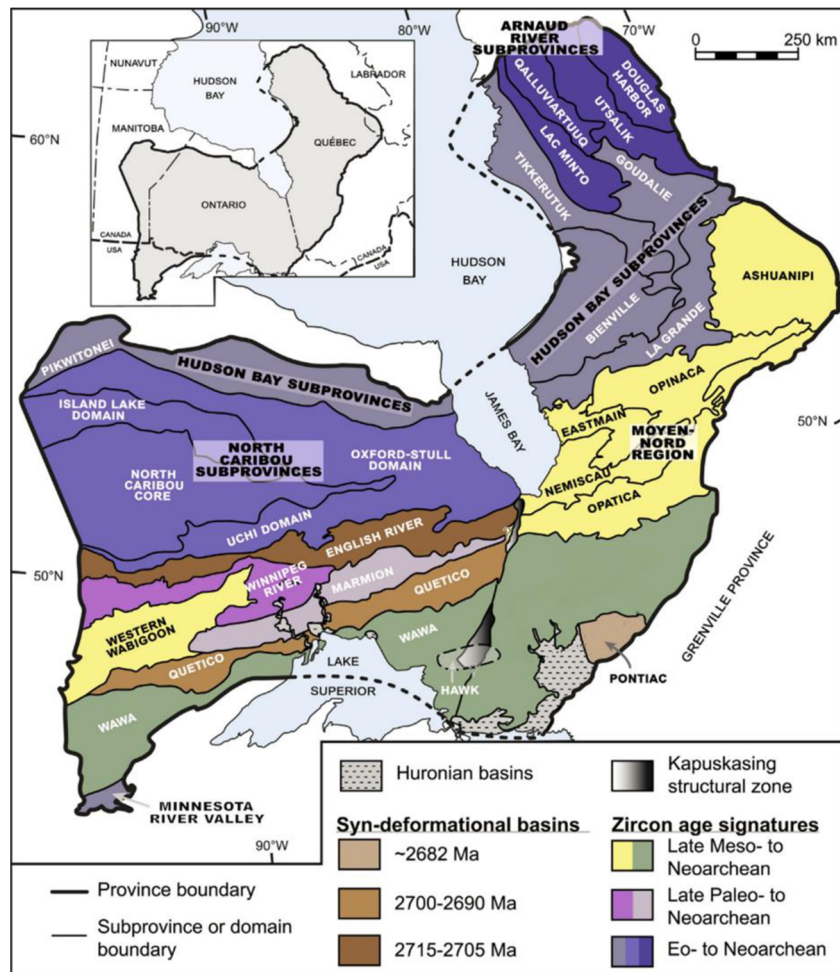 90°W
80°W
70°W
0
250 km
60°N
50°N
50°N
90°W
NUNAVUT
HUDSON
BAY
LABRADOR
MANITOBA
QUÉBEC
ONTARIO
CANADA
USA
CANADA
USA
ARNAUD
RIVER
SUBPROVINCES
DOUGLAS
HARBOR
UTSALIK
QALLUVIARTUUQ
LAC MINTO
GOUDALIE
TIKKERUTUK
HUDSON
BAY
HUDSON BAY SUBPROVINCES
BIENVILLE
LA GRANDE
ASHUANIPI
OPINACA
EASTMAIN
MOYEN-
NORD
REGION
NEMISCAU
OPATICA
JAMES BAY
PIKWITONEI
HUDSON BAY SUBPROVINCES
ISLAND LAKE
DOMAIN
NORTH
CARIBOU
SUBPROVINCES
OXFORD-STULL
DOMAIN
NORTH
CARIBOU
CORE
UCHI DOMAIN
ENGLISH RIVER
WINNIPEG
RIVER
MARMION
QUETICO
WESTERN
WABIGOON
QUETICO
WAWA
WAWA
LAKE
SUPERIOR
HAWK
PONTIAC
GRENVILLE PROVINCE
MINNESOTA
RIVER VALLEY
Huronian basins
Kapuskasing
structural zone
Syn-deformational basins
~2682 Ma
2700-2690 Ma
2715-2705 Ma
Zircon age signatures
Late Meso- to
Neoarchean
Late Paleo- to
Neoarchean
Eo- to Neoarchean
Province boundary
Subprovince or domain
boundary